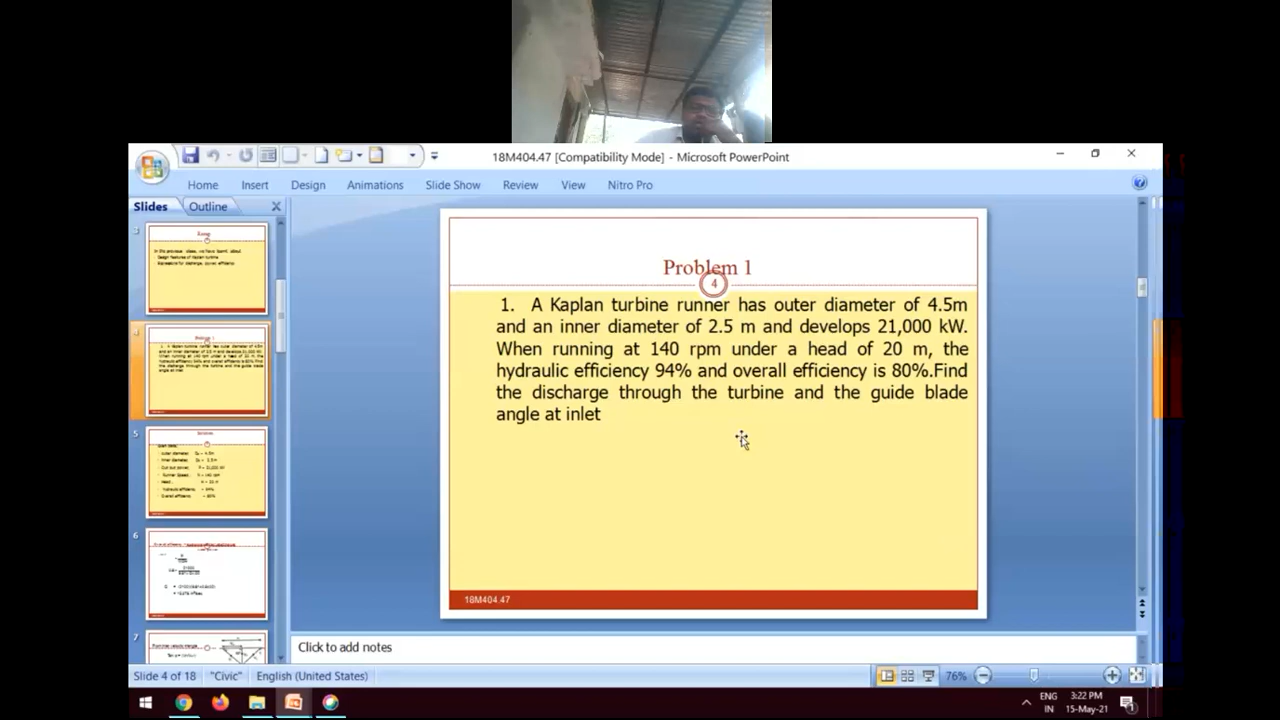 18M404.47 [Compatibility Mode] - Microsoft PowerPoint
Home Insert Design Animations Slide Show Review View Nitro Pro
Slides Outline
3
4
5
6
7
Problem 1
4
1. A Kaplan turbine runner has outer diameter of 4.5m
and an inner diameter of 2.5 m and develops 21,000 kW.
When running at 140 rpm under a head of 20 m, the
hydraulic efficiency 94% and overall efficiency is 80%.Find
the discharge through the turbine and the guide blade
angle at inlet
18M404.47
Click to add notes
Slide 4 of 18 "Civic" English (United States) 76%
ENG
IN
3:22 PM
15-May-21